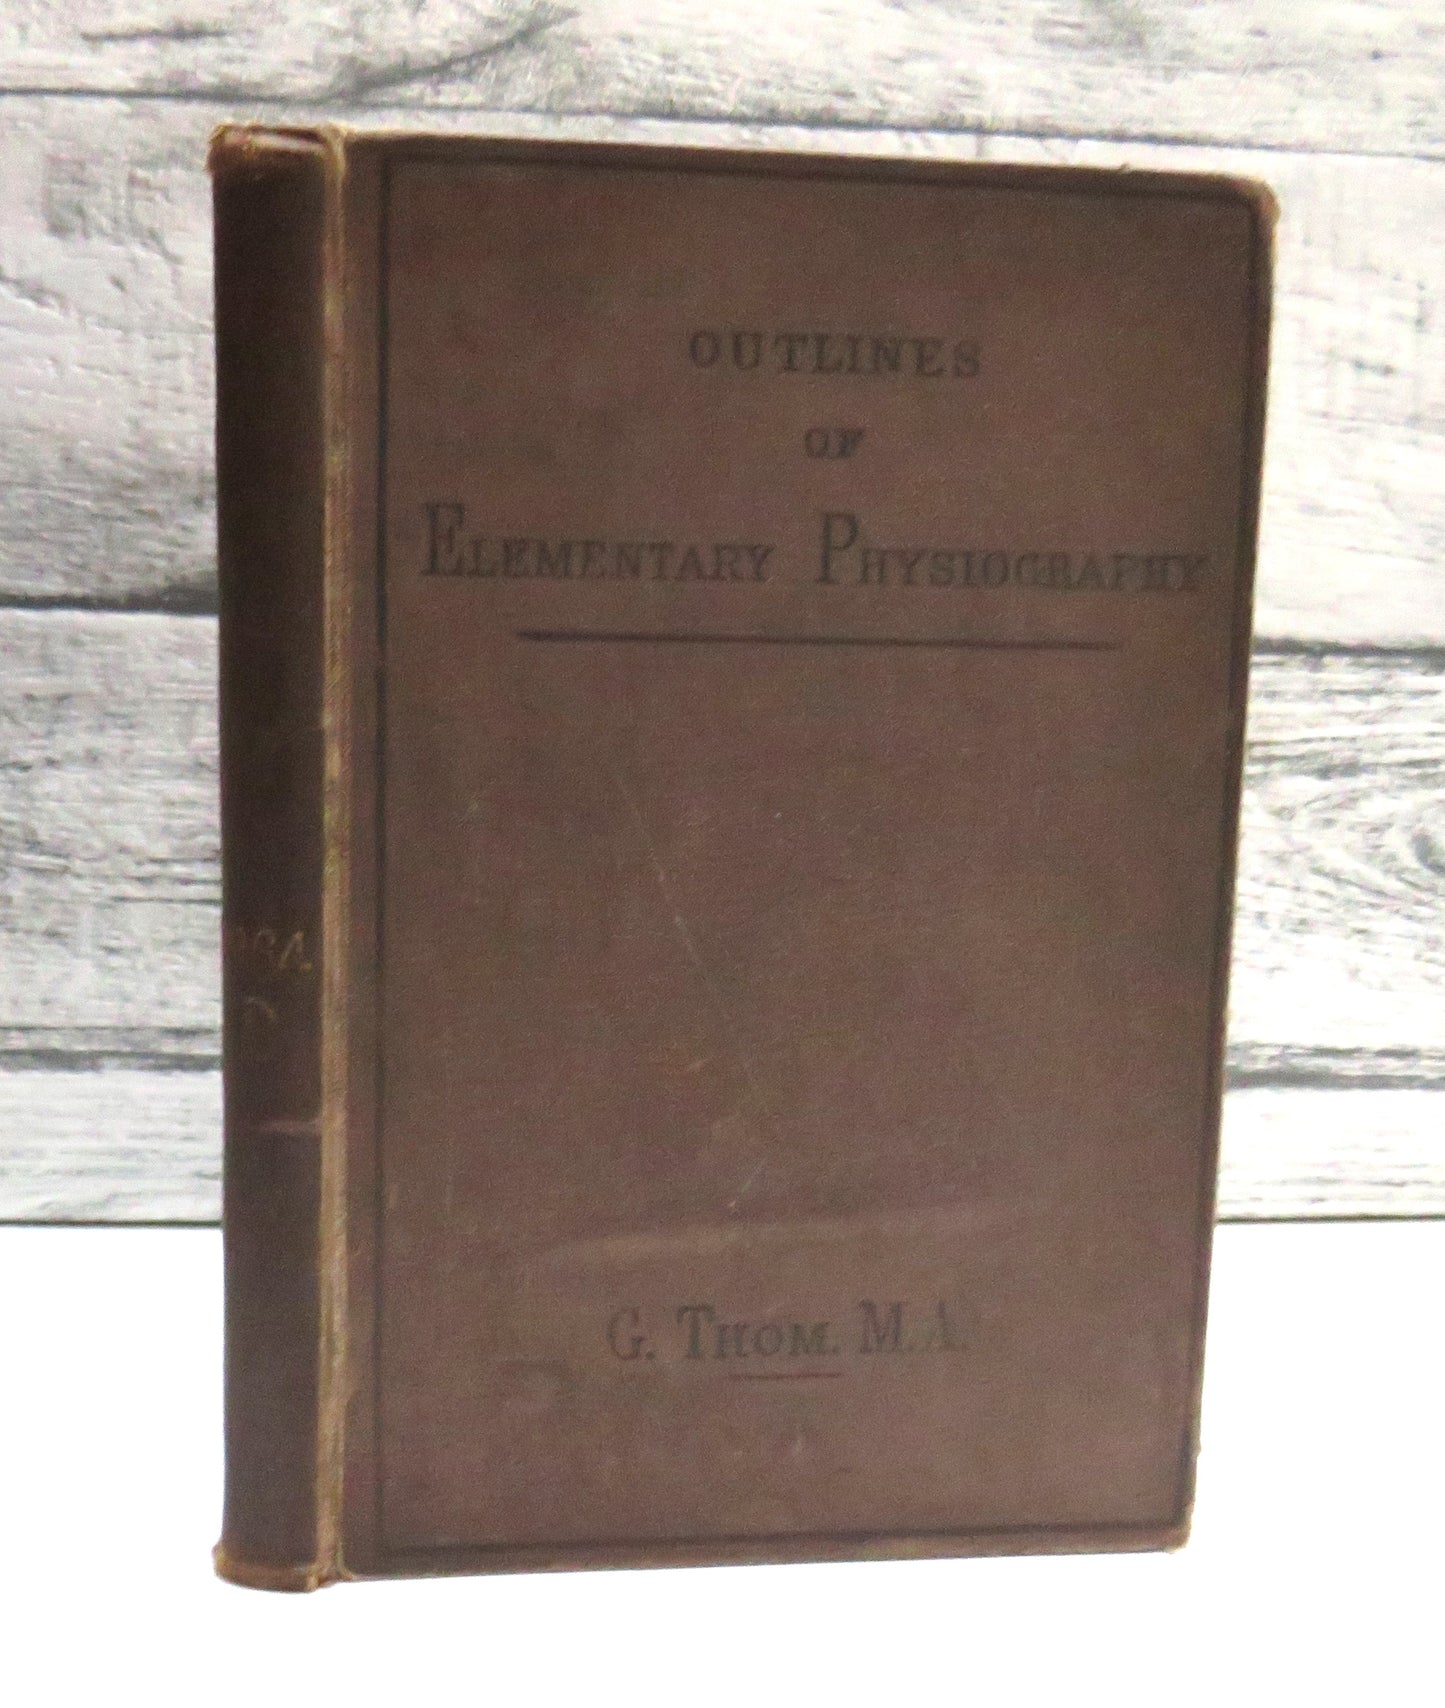 OUTLINES
OF
ELEMENTARY PHYSIOGRAPHY
G. THOM. M.A.